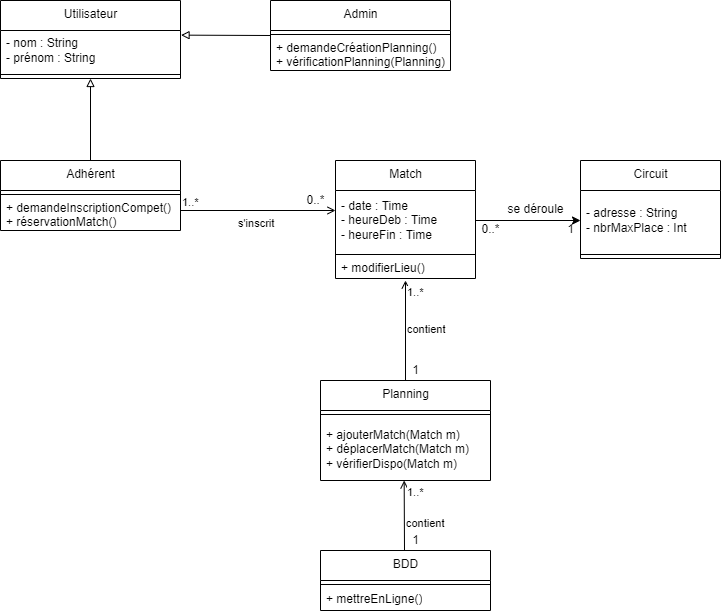 Utilisateur
- nom : String
- prénom : String
Admin
+ demandeCréationPlanning()
+ vérificationPlanning(Planning)
Adhérent
+ demandeInscriptionCompet()
+ réservationMatch()
1..*
0..*
s'inscrit
Match
- date : Time
- heureDeb : Time
- heureFin : Time
+ modifierLieu()
se déroule
0..*
1
Circuit
- adresse : String
- nbrMaxPlace : Int
1..*
contient
1
Planning
+ ajouterMatch(Match m)
+ déplacerMatch(Match m)
+ vérifierDispo(Match m)
1..*
contient
1
BDD
+ mettreEnLigne()